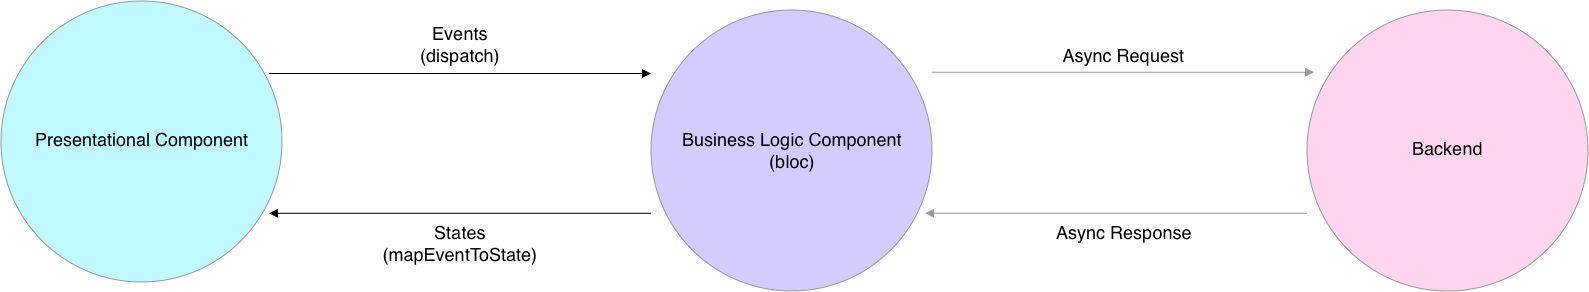 Presentational Component
Events
(dispatch)
States
(mapEventToState)
Business Logic Component
(bloc)
Async Request
Async Response
Backend